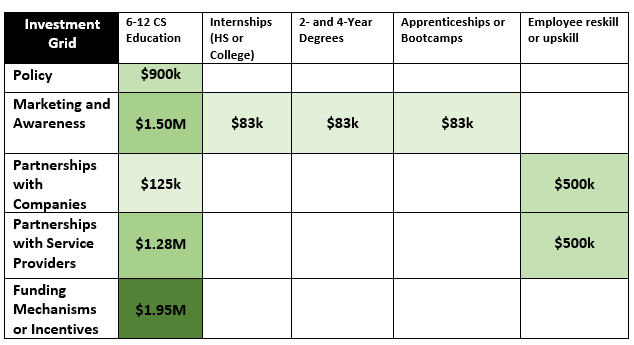 Investment Grid
6-12 CS Education
Internships (HS or College)
2- and 4-Year Degrees
Apprenticeships or Bootcamps
Employee reskill or upskill
Policy
$900k
Marketing and Awareness
$1.50M
$83k
$83k
$83k
Partnerships with Companies
$125k
$500k
Partnerships with Service Providers
$1.28M
$500k
Funding Mechanisms or Incentives
$1.95M